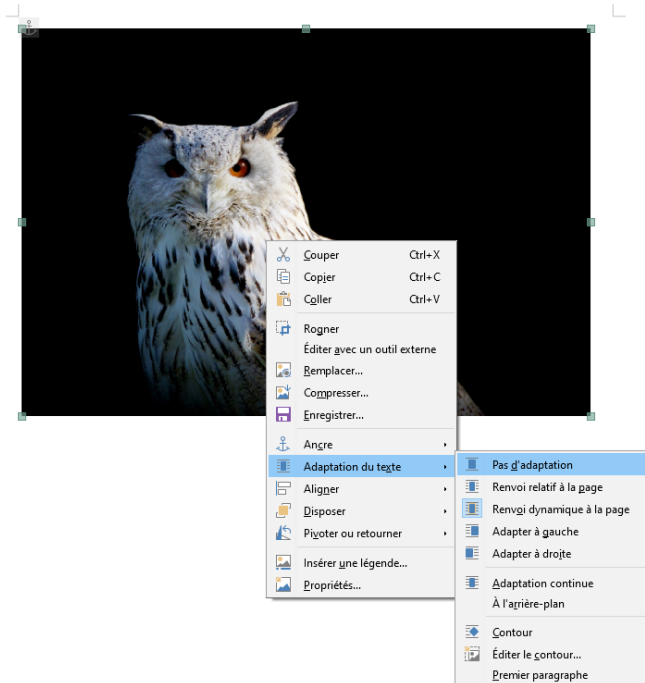 Couper Ctrl+X
Copier Ctrl+C
Coller Ctrl+V
Rogner
Éditer avec un outil externe
Remplacer...
Compresser...
Enregistrer...
Ancre
Adaptation du texte
Aligner
Disposer
Pivoter ou retourner
Insérer une légende...
Propriétés...
Pas d'adaptation
Renvoi relatif à la page
Renvoi dynamique à la page
Adapter à gauche
Adapter à droite
Adaptation continue
À l'arrière-plan
Contour
Éditer le contour...
Premier paragraphe